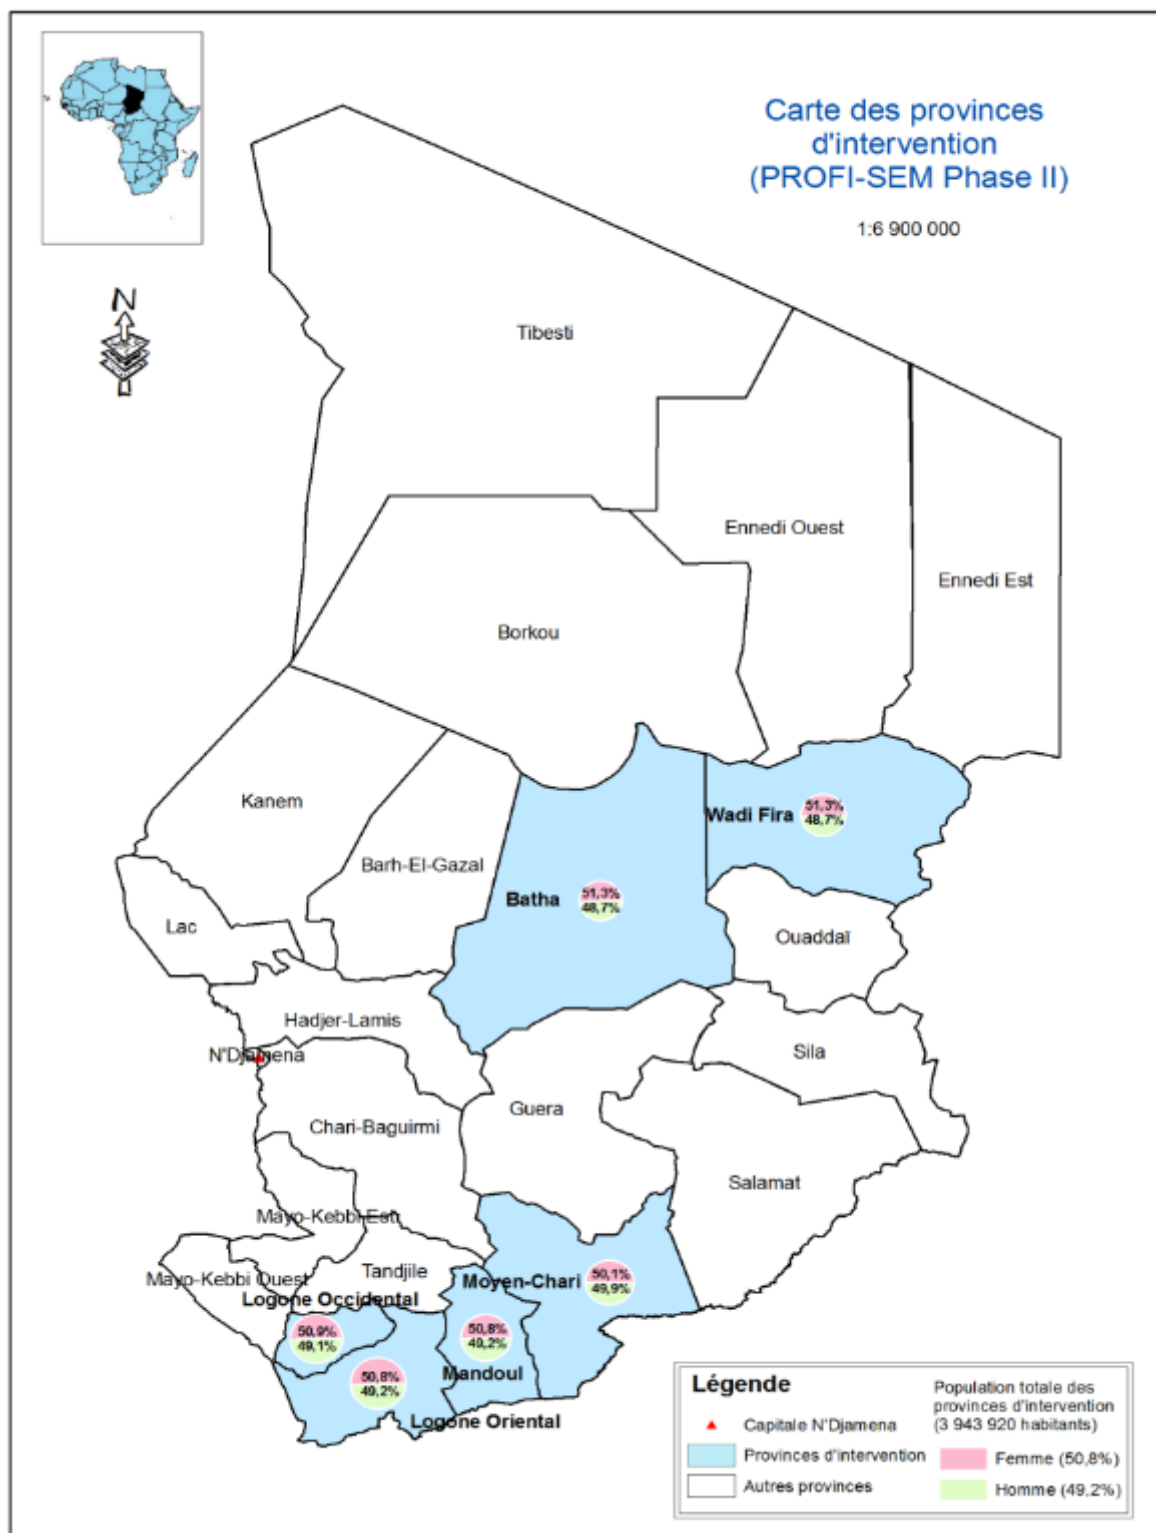 Carte des provinces
d'intervention
(PROFI-SEM Phase II)
1:6 900 000
N
Tibesti
Ennedi Ouest
Ennedi Est
Borkou
Kanem
Wadi Fira
51,3%
48,7%
Barh-El-Gazal
Batha
51,3%
48,7%
Lac
Ouaddaï
Hadjer-Lamis
N'Djamena
Sila
Guera
Chari-Baguirmi
Salamat
Mayo-Kebbi Est
Tandjile
Mayo-Kebbi Ouest
Moyen-Chari
50,1%
49,9%
Logone Occidental
50,9%
49,1%
50,8%
49,2%
Mandoul
50,8%
49,2%
Logone Oriental
Légende
Capitale N'Djamena
Provinces d'intervention
Autres provinces
Population totale des
provinces d'intervention
(3 943 920 habitants)
Femme (50,8%)
Homme (49,2%)